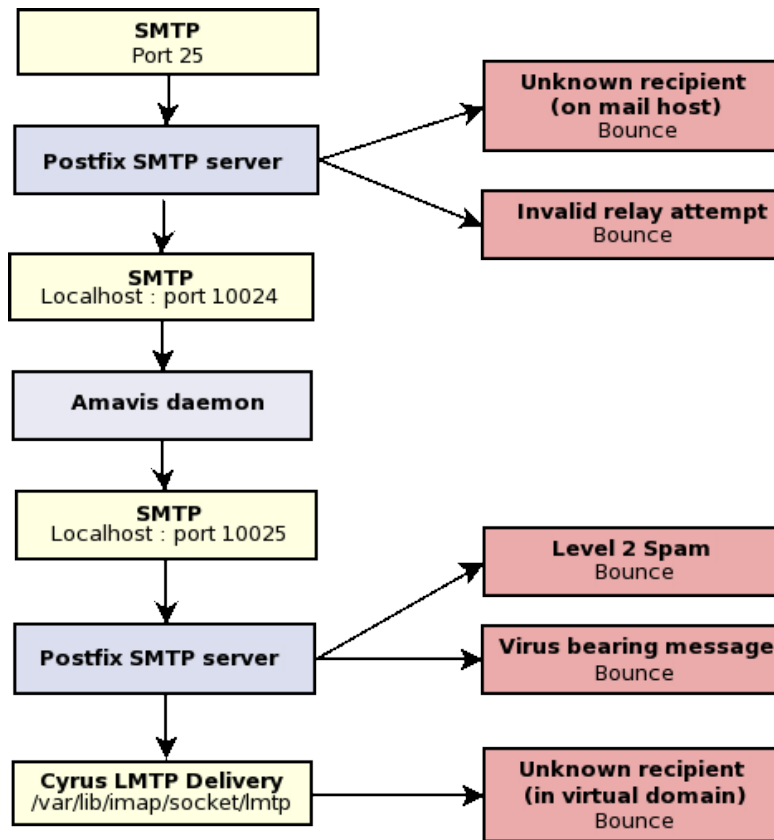 SMTP
Port 25
Unknown recipient
(on mail host)
Bounce
Postfix SMTP server
Invalid relay attempt
Bounce
SMTP
Localhost : port 10024
Amavis daemon
SMTP
Localhost : port 10025
Level 2 Spam
Bounce
Postfix SMTP server
Virus bearing message
Bounce
Cyrus LMTP Delivery
/var/lib/imap/socket/lmtp
Unknown recipient
(in virtual domain)
Bounce